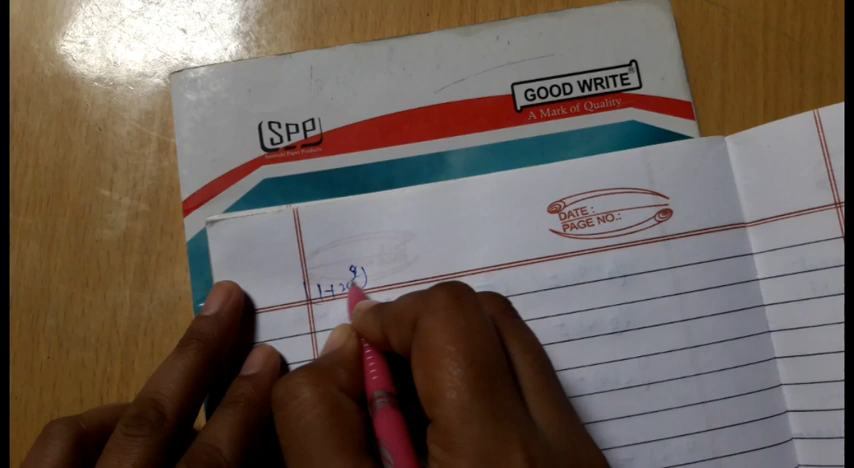 SPP
GOOD WRITE
A Mark of Quality
DATE :
PAGE NO.: